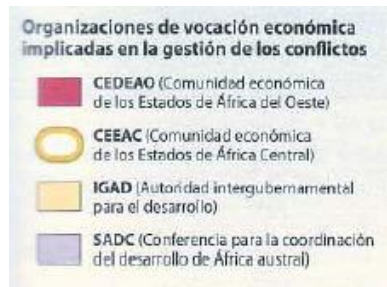 Organizaciones de vocación económica
implicadas en la gestión de los conflictos
CEDEAO (Comunidad económica
de los Estados de África del Oeste)
CEEAC (Comunidad económica
de los Estados de África Central)
IGAD (Autoridad intergubernamental
para el desarrollo)
SADC (Conferencia para la coordinación
del desarrollo de África austral)